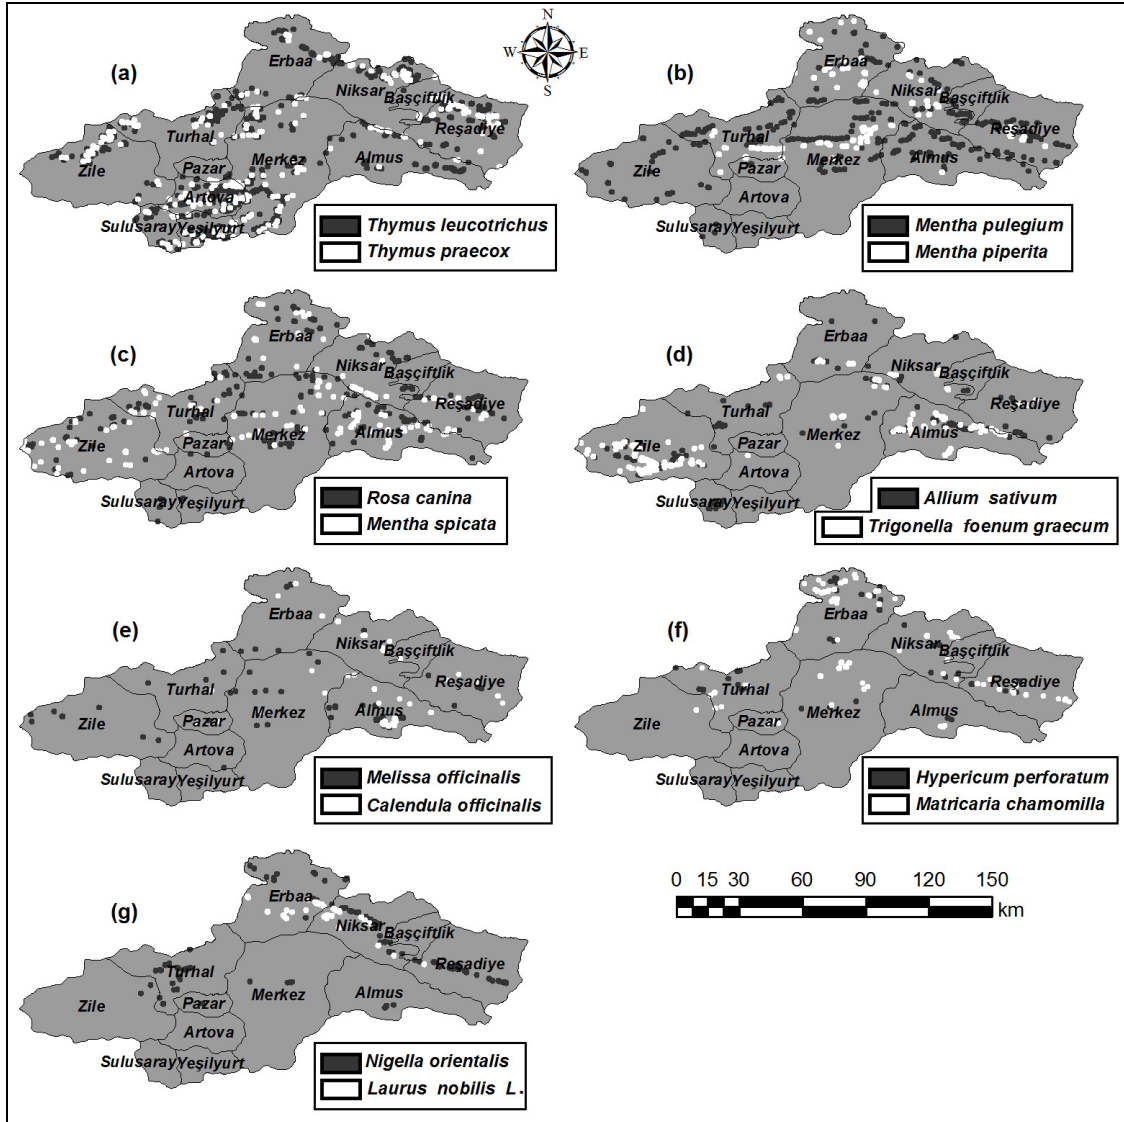 N
W E
S
(a)
Erbaa
Niksar
Başçiftlik
Reşadiye
Turhal
Merkez
Almus
Zile
Pazar
Artova
Sulusaray
Yeşilyurt
Thymus leucotrichus
Thymus praecox
(b)
Erbaa
Niksar
Başçiftlik
Reşadiye
Turhal
Merkez
Almus
Zile
Pazar
Artova
Sulusaray
Yeşilyurt
Mentha pulegium
Mentha piperita
(c)
Erbaa
Niksar
Başçiftlik
Reşadiye
Turhal
Merkez
Almus
Zile
Pazar
Artova
Sulusaray
Yeşilyurt
Rosa canina
Mentha spicata
(d)
Erbaa
Niksar
Başçiftlik
Reşadiye
Turhal
Merkez
Almus
Zile
Pazar
Artova
Sulusaray
Yeşilyurt
Allium sativum
Trigonella foenum graecum
(e)
Erbaa
Niksar
Başçiftlik
Reşadiye
Turhal
Merkez
Almus
Zile
Pazar
Artova
Sulusaray
Yeşilyurt
Melissa officinalis
Calendula officinalis
(f)
Erbaa
Niksar
Başçiftlik
Reşadiye
Turhal
Merkez
Almus
Zile
Pazar
Artova
Sulusaray
Yeşilyurt
Hypericum perforatum
Matricaria chamomilla
(g)
Erbaa
Niksar
Başçiftlik
Reşadiye
Turhal
Merkez
Almus
Zile
Pazar
Artova
Sulusaray
Yeşilyurt
Nigella orientalis
Laurus nobilis L.
0 15 30 60 90 120 150
km